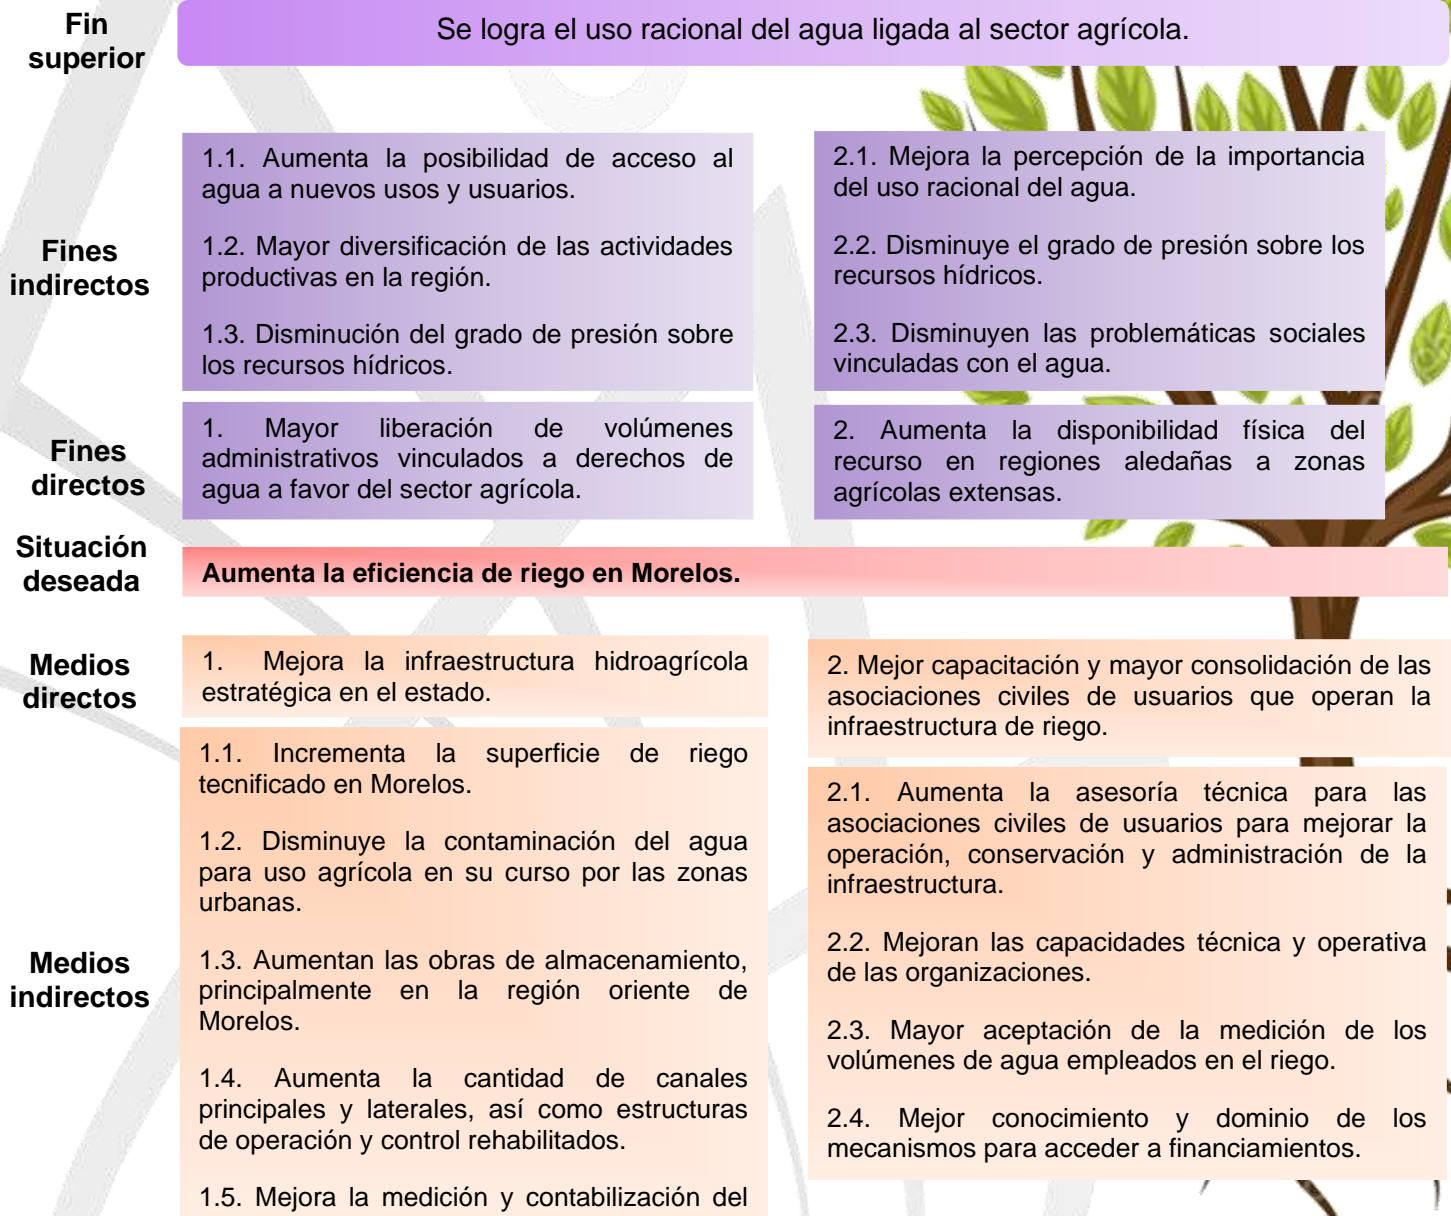 Fin
superior
Se logra el uso racional del agua ligada al sector agrícola.
Fines
indirectos
1.1. Aumenta la posibilidad de acceso al
agua a nuevos usos y usuarios.
1.2. Mayor diversificación de las actividades
productivas en la región.
1.3. Disminución del grado de presión sobre
los recursos hídricos.
2.1. Mejora la percepción de la importancia
del uso racional del agua.
2.2. Disminuye el grado de presión sobre los
recursos hídricos.
2.3. Disminuyen las problemáticas sociales
vinculadas con el agua.
Fines
directos
1. Mayor liberación de volúmenes
administrativos vinculados a derechos de
agua a favor del sector agrícola.
2. Aumenta la disponibilidad física del
recurso en regiones aledañas a zonas
agrícolas extensas.
Situación
deseada
Aumenta la eficiencia de riego en Morelos.
Medios
directos
1. Mejora la infraestructura hidroagrícola
estratégica en el estado.
2. Mejor capacitación y mayor consolidación de las
asociaciones civiles de usuarios que operan la
infraestructura de riego.
Medios
indirectos
1.1. Incrementa la superficie de riego
tecnificado en Morelos.
1.2. Disminuye la contaminación del agua
para uso agrícola en su curso por las zonas
urbanas.
1.3. Aumentan las obras de almacenamiento,
principalmente en la región oriente de
Morelos.
1.4. Aumenta la cantidad de canales
principales y laterales, así como estructuras
de operación y control rehabilitados.
1.5. Mejora la medición y contabilización del
2.1. Aumenta la asesoría técnica para las
asociaciones civiles de usuarios para mejorar la
operación, conservación y administración de la
infraestructura.
2.2. Mejoran las capacidades técnica y operativa
de las organizaciones.
2.3. Mayor aceptación de la medición de los
volúmenes de agua empleados en el riego.
2.4. Mejor conocimiento y dominio de los
mecanismos para acceder a financiamientos.